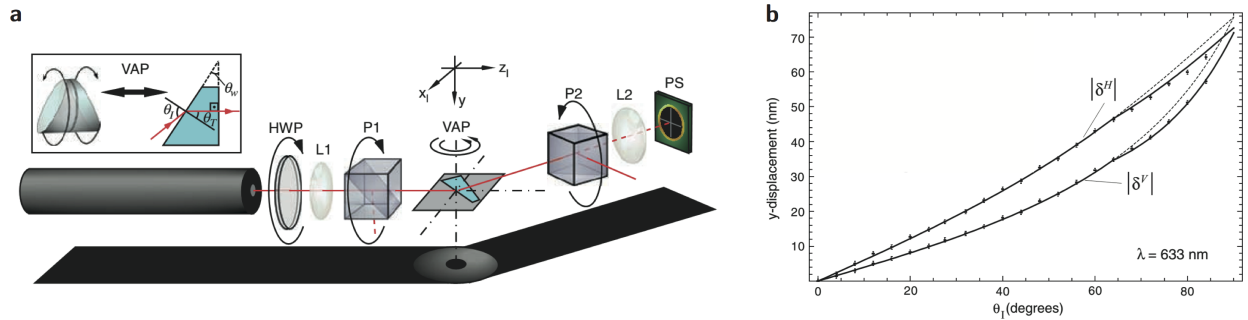 a
VAP
θw
θI
θT
HWP
L1
P1
xI
zI
y
VAP
P2
L2
PS
b
y-displacement (nm)
70
60
50
40
30
20
10
|δH|
|δV|
λ = 633 nm
0
20
40
60
80
θI(degrees)